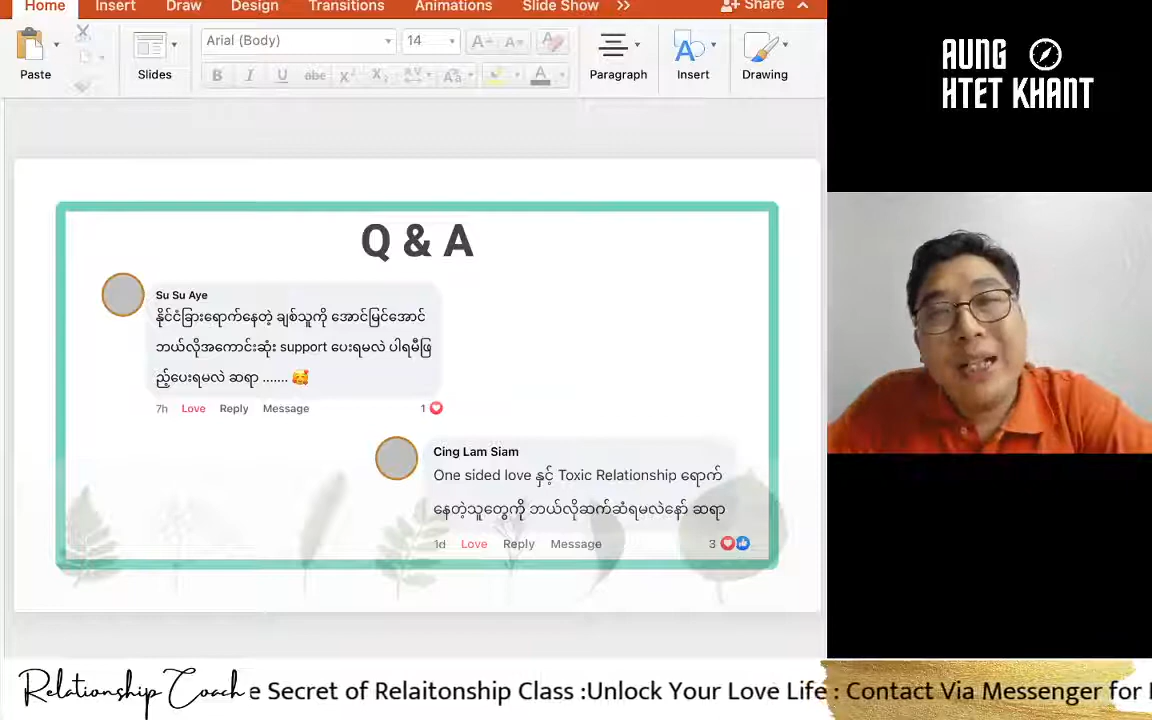 Home Insert Draw Design Transitions Animations Slide Show >> Share
Arial (Body) 14
Paste Slides Paragraph Insert Drawing
AUNG
HTET KHANT
Q & A
Su Su Aye
နိုင်ငံခြားရောက်နေတဲ့ ချစ်သူကို အောင်မြင်အောင်
ဘယ်လိုအကောင်းဆုံး support ပေးရမလဲ ပါရမီဖြ
ည့်ပေးရမလဲ ဆရာ ....... 🥰
7h Love Reply Message 1
Cing Lam Siam
One sided love နှင့် Toxic Relationship ရောက်
နေတဲ့သူတွေကို ဘယ်လိုဆက်ဆံရမလဲနော် ဆရာ
1d Love Reply Message 3
Relationship Coach e Secret of Relaitonship Class :Unlock Your Love Life : Contact Via Messenger for